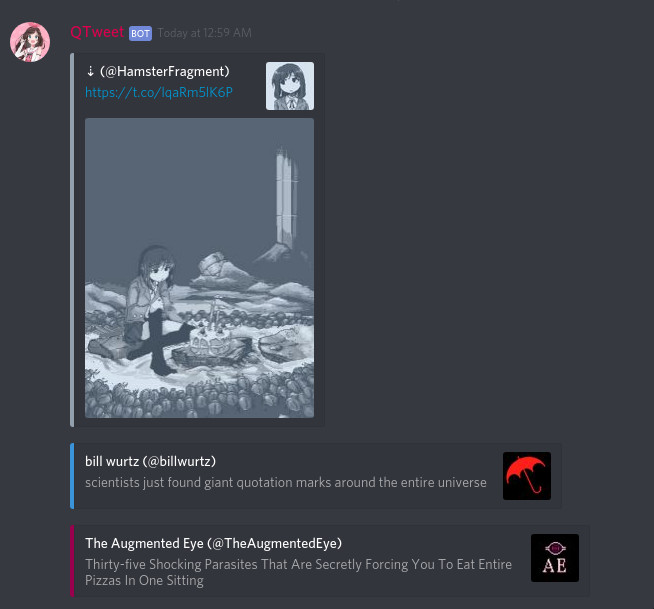 QTweet BOT Today at 12:59 AM
⇣ (@HamsterFragment)
https://t.co/lqaRm5lK6P
bill wurtz (@billwurtz)
scientists just found giant quotation marks around the entire universe
The Augmented Eye (@TheAugmentedEye)
AE
Thirty-five Shocking Parasites That Are Secretly Forcing You To Eat Entire
Pizzas In One Sitting